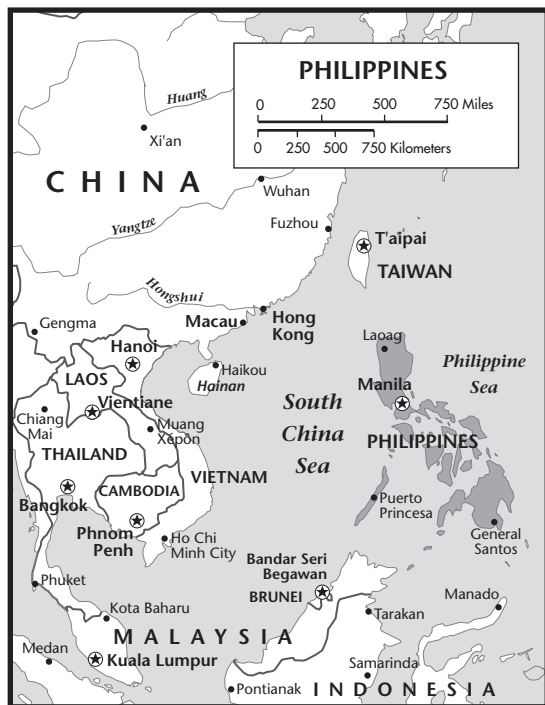 PHILIPPINES
0 250 500 750 Miles
0 250 500 750 Kilometers
Huang
Xi'an
CHINA
Wuhan
Yangtze
Fuzhou
T'aipai
TAIWAN
Hongshui
Gengma
Macau
Hong
Kong
Hanoi
Laoag
Haikou
Hainan
Philippine
Sea
LAOS
Manila
Vientiane
South
China
Sea
Chiang
Mai
Muang
Xépôn
PHILIPPINES
THAILAND
VIETNAM
CAMBODIA
Bangkok
Puerto
Princesa
Phnom
Penh
Ho Chi
Minh City
General
Santos
Bandar Seri
Begawan
Phuket
BRUNEI
Manado
Kota Baharu
Tarakan
MALAYSIA
Medan
Kuala Lumpur
Samarinda
Pontianak
INDONESIA